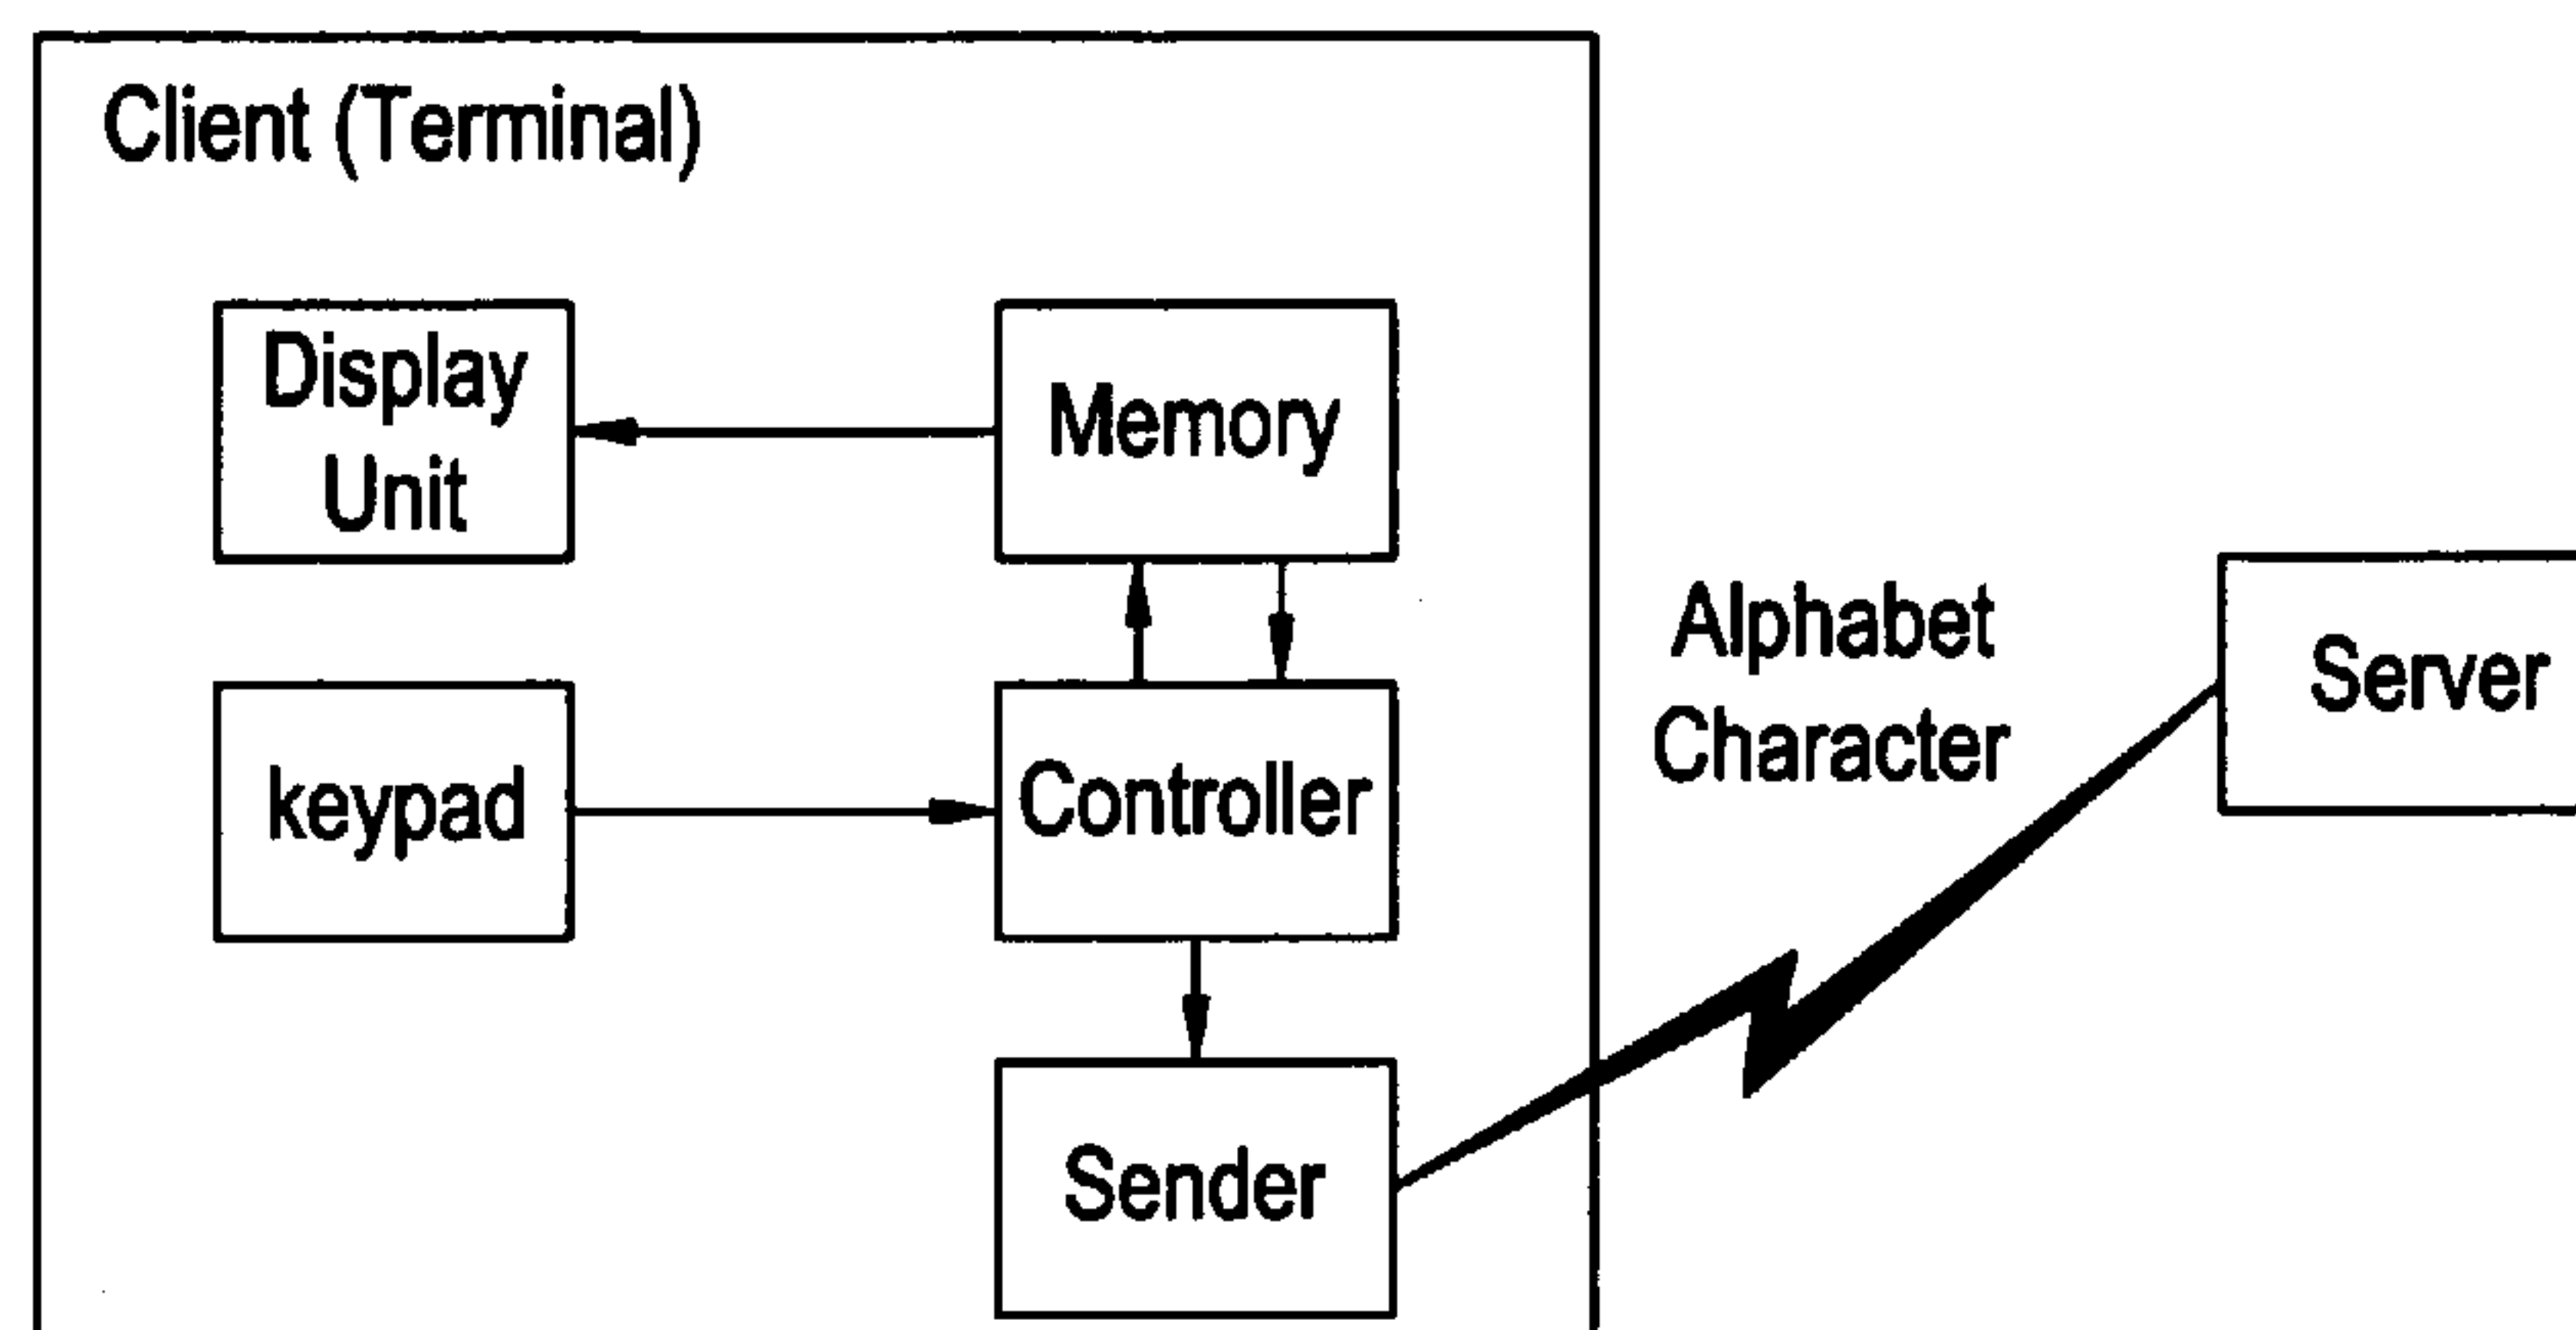 Client (Terminal)
Display
Unit
Memory
keypad
Controller
Sender
Alphabet
Character
Server